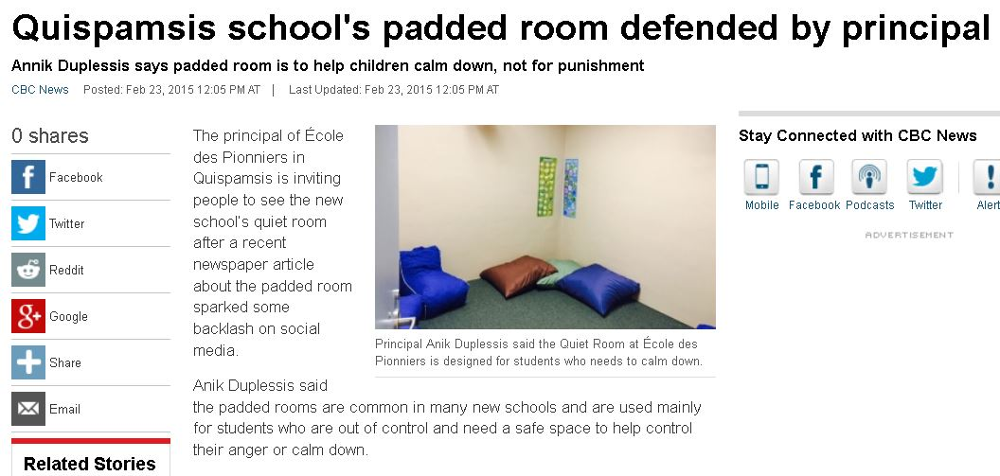 Quispamsis school's padded room defended by principal
Annik Duplessis says padded room is to help children calm down, not for punishment
CBC News   Posted: Feb 23, 2015 12:05 PM AT   |   Last Updated: Feb 23, 2015 12:05 PM AT
0 shares
Facebook
Twitter
Reddit
Google
Share
Email
Related Stories
The principal of École
des Pionniers in
Quispamsis is inviting
people to see the new
school's quiet room
after a recent
newspaper article
about the padded room
sparked some
backlash on social
media.
Principal Anik Duplessis said the Quiet Room at École des
Pionniers is designed for students who needs to calm down.
Anik Duplessis said
the padded rooms are common in many new schools and are used mainly
for students who are out of control and need a safe space to help control
their anger or calm down.
Stay Connected with CBC News
Mobile Facebook Podcasts Twitter Alert
ADVERTISEMENT